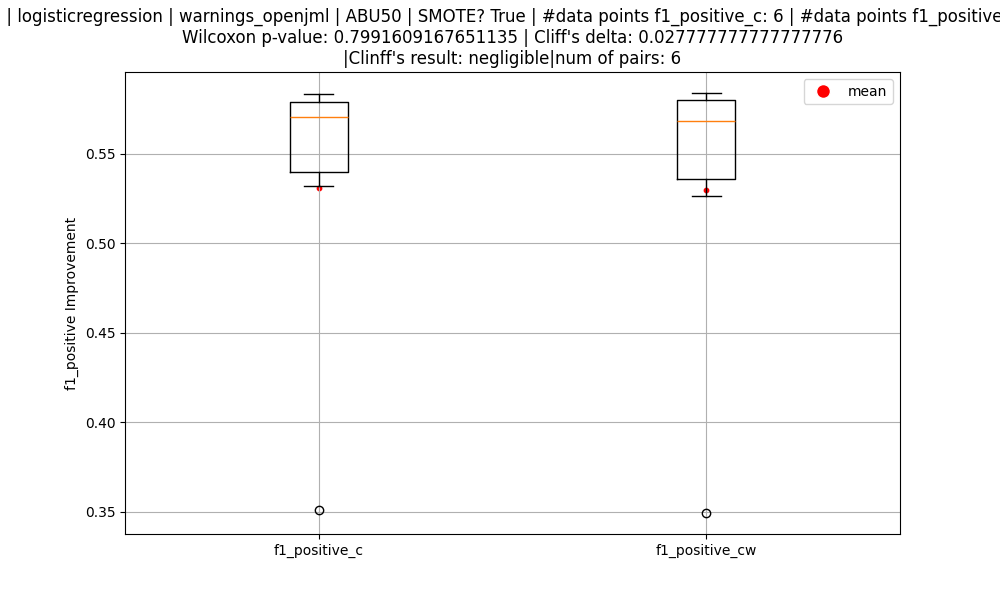 | logisticregression | warnings_openjml | ABU50 | SMOTE? True | #data points f1_positive_c: 6 | #data points f1_positive
Wilcoxon p-value: 0.7991609167651135 | Cliff's delta: 0.027777777777777776
|Clinff's result: negligible|num of pairs: 6
mean
0.55
0.50
0.45
0.40
0.35
f1_positive Improvement
f1_positive_c
f1_positive_cw